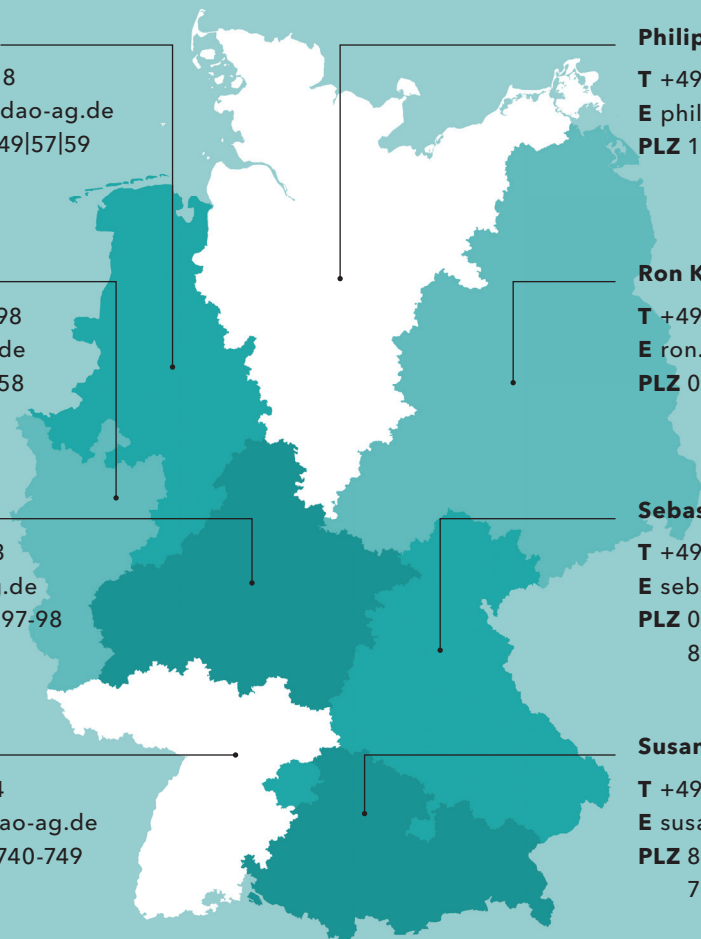 8
dao-ag.de
49|57|59
98
de
58
3
g.de
97-98
4
ao-ag.de
740-749
Philip
T +49
E phil
PLZ 1
Ron K
T +49
E ron.
PLZ 0
Sebas
T +49
E seb
PLZ 0
8
Susan
T +49
E susa
PLZ 8
7